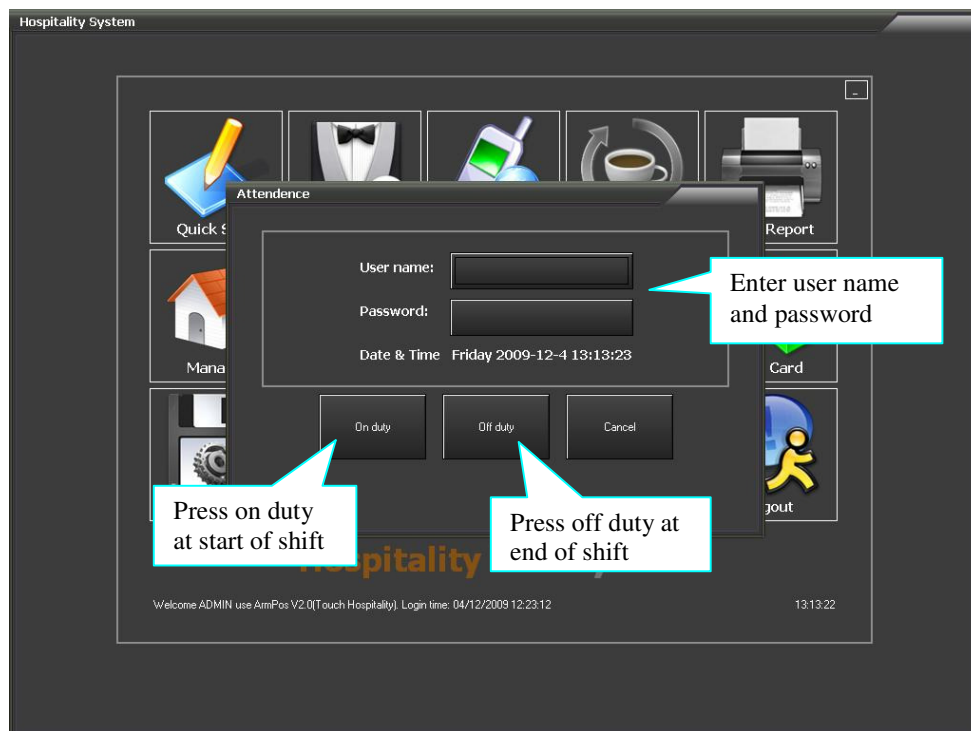 Hospitality System
Attendence
Quick S
Report
User name:
Enter user name
and password
Password:
Date & Time Friday 2009-12-4 13:13:23
Mana
Card
On duty
Off duty
Cancel
Press on duty
at start of shift
Press off duty at
end of shift
gout
Hospitality
Welcome ADMIN use ArmPos V2.0(Touch Hospitality). Login time: 04/12/2009 12:23:12
13:13:22